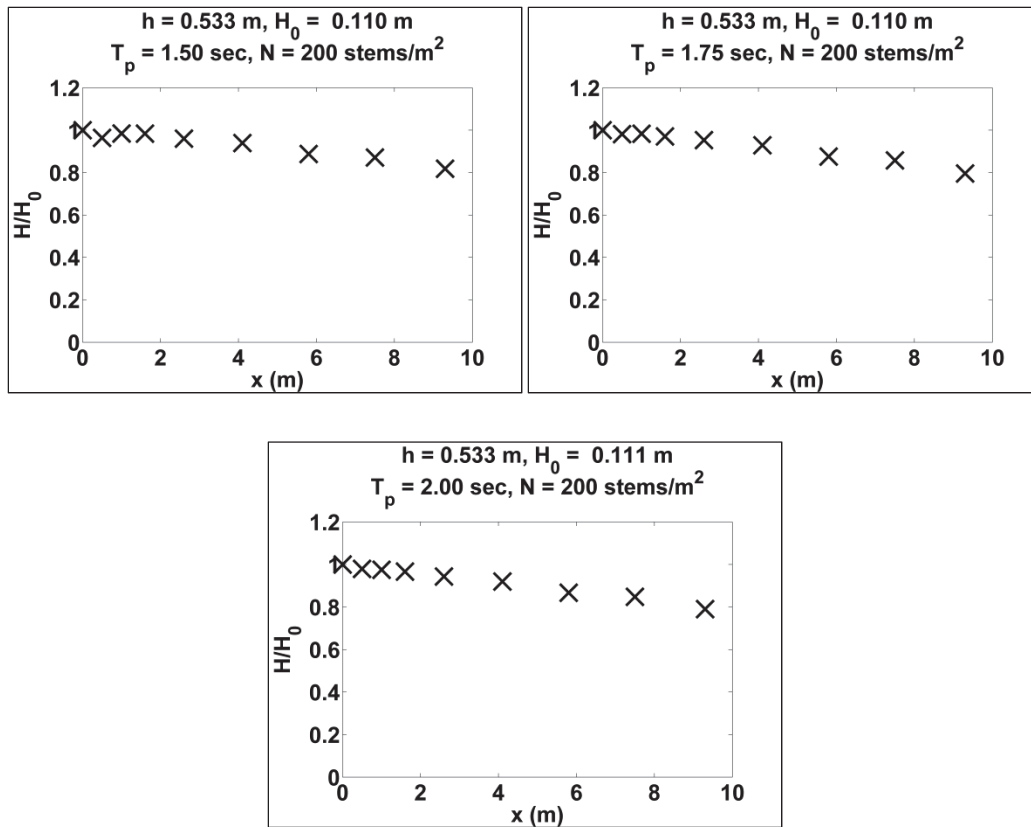 h = 0.533 m, H₀ = 0.110 m
Tₚ = 1.50 sec, N = 200 stems/m²
1.2
1
0.8
0.6
0.4
0.2
0
H/H₀
0 2 4 6 8 10
x (m)
h = 0.533 m, H₀ = 0.110 m
Tₚ = 1.75 sec, N = 200 stems/m²
1.2
1
0.8
0.6
0.4
0.2
0
H/H₀
0 2 4 6 8 10
x (m)
h = 0.533 m, H₀ = 0.111 m
Tₚ = 2.00 sec, N = 200 stems/m²
1.2
1
0.8
0.6
0.4
0.2
0
H/H₀
0 2 4 6 8 10
x (m)